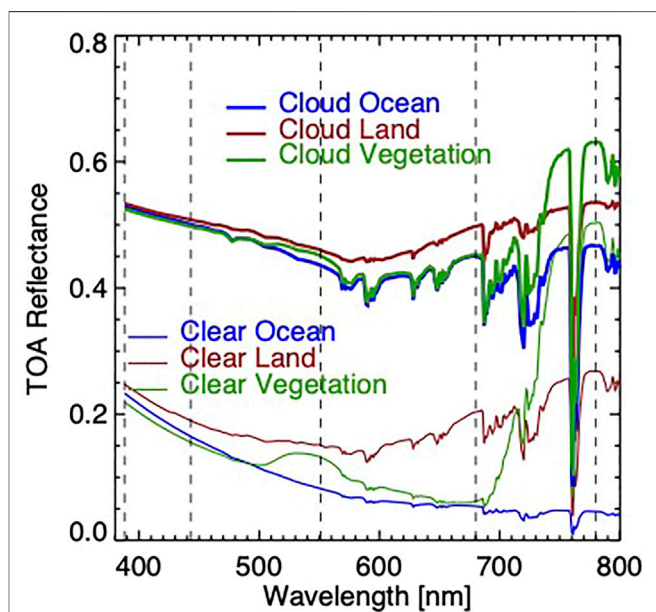 0.8
Cloud Ocean
Cloud Land
Cloud Vegetation
0.6
TOA Reflectance
0.4
Clear Ocean
Clear Land
Clear Vegetation
0.2
0.0
400 500 600 700 800
Wavelength [nm]